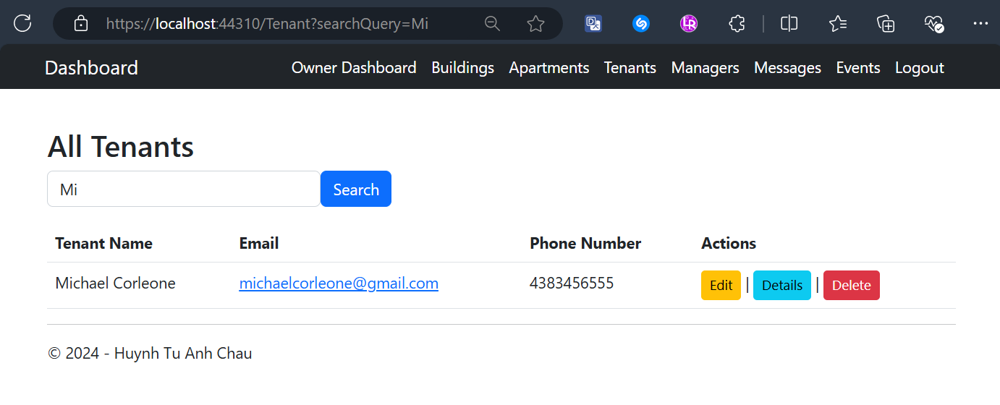 https://localhost:44310/Tenant?searchQuery=Mi
Dashboard Owner Dashboard Buildings Apartments Tenants Managers Messages Events Logout
All Tenants
Mi Search
Tenant Name Email Phone Number Actions
Michael Corleone michaelcorleone@gmail.com 4383456555 Edit | Details | Delete
© 2024 - Huynh Tu Anh Chau